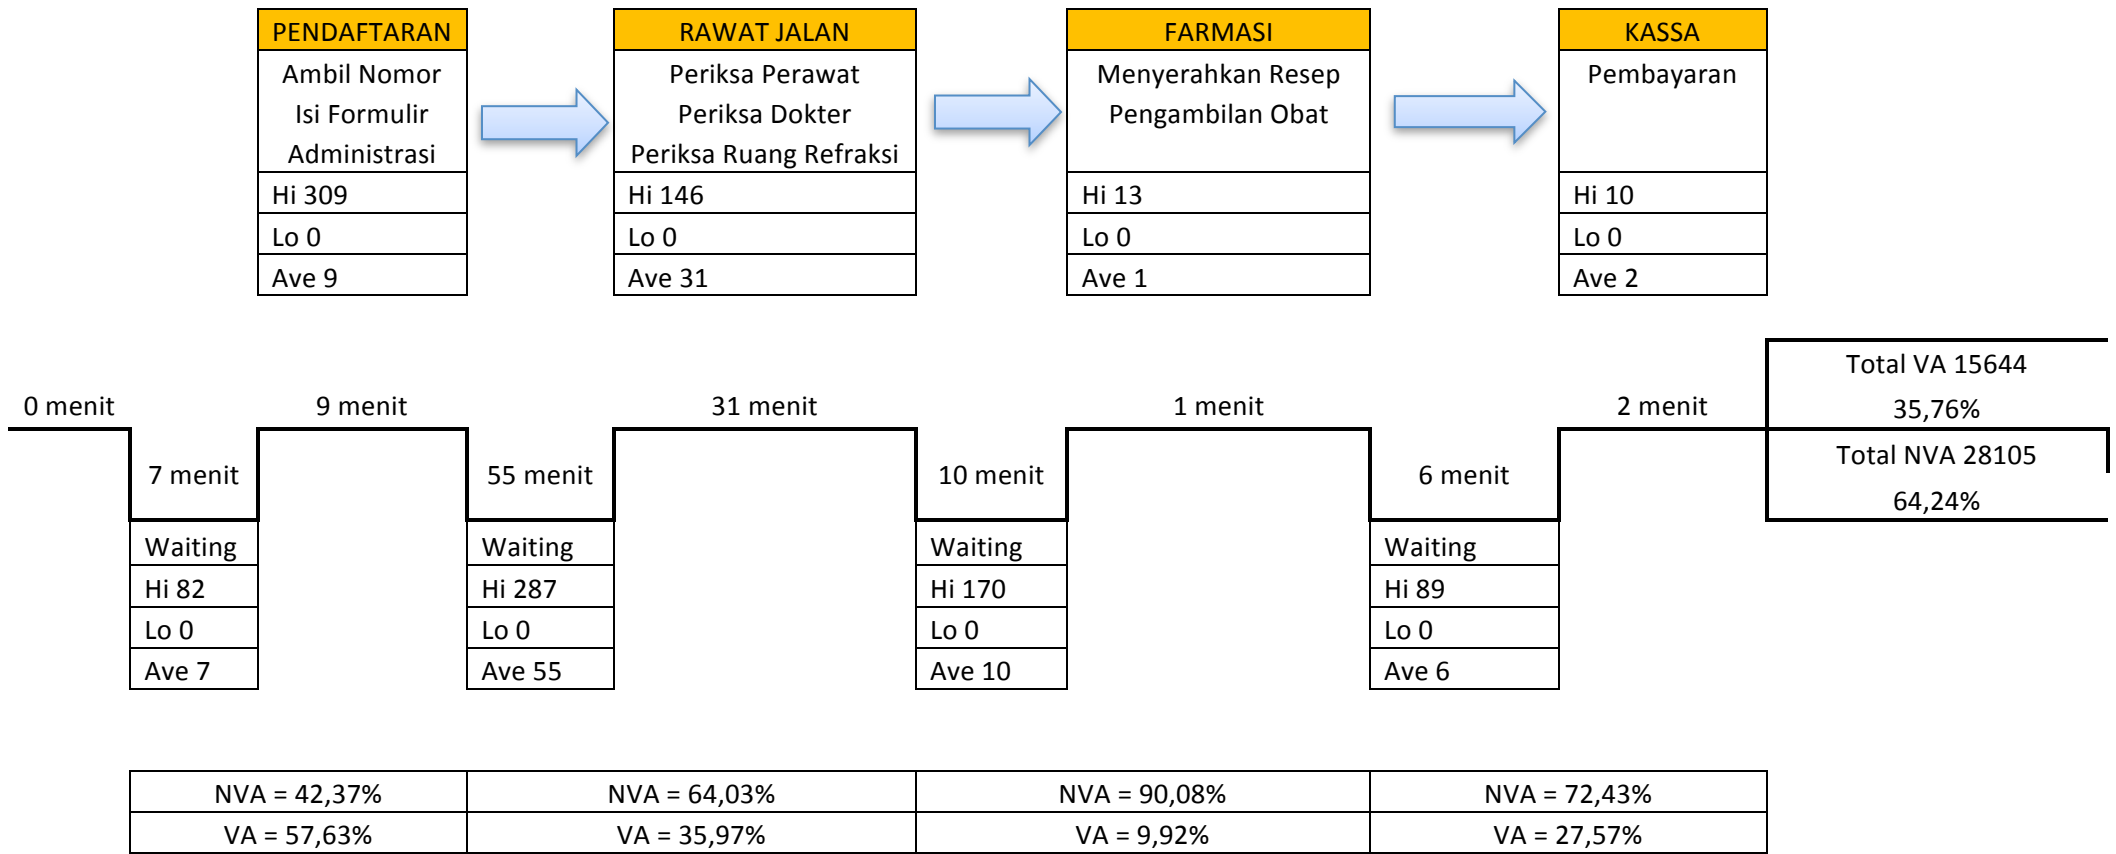 PENDAFTARAN
Ambil Nomor
Isi Formulir
Administrasi
Hi 309
Lo 0
Ave 9
RAWAT JALAN
Periksa Perawat
Periksa Dokter
Periksa Ruang Refraksi
Hi 146
Lo 0
Ave 31
FARMASI
Menyerahkan Resep
Pengambilan Obat
Hi 13
Lo 0
Ave 1
KASSA
Pembayaran
Hi 10
Lo 0
Ave 2
0 menit
9 menit
31 menit
1 menit
2 menit
Total VA 15644
35,76%
7 menit
55 menit
10 menit
6 menit
Total NVA 28105
64,24%
Waiting
Hi 82
Lo 0
Ave 7
Waiting
Hi 287
Lo 0
Ave 55
Waiting
Hi 170
Lo 0
Ave 10
Waiting
Hi 89
Lo 0
Ave 6
NVA = 42,37%
NVA = 64,03%
NVA = 90,08%
NVA = 72,43%
VA = 57,63%
VA = 35,97%
VA = 9,92%
VA = 27,57%